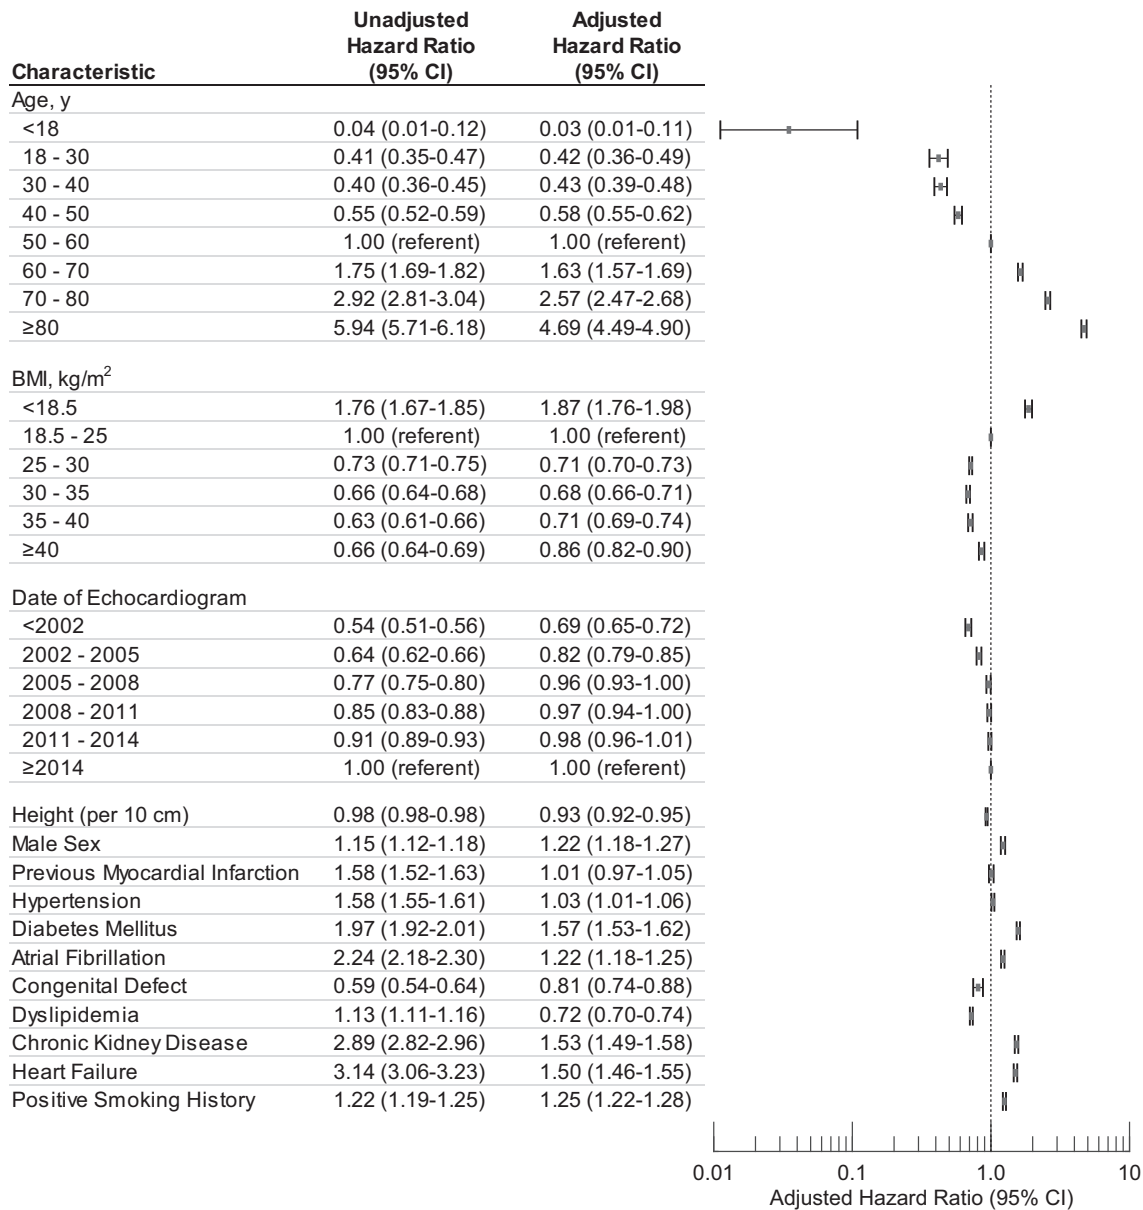 Characteristic Unadjusted Hazard Ratio (95% CI) Adjusted Hazard Ratio (95% CI)
Age, y
<18 0.04 (0.01-0.12) 0.03 (0.01-0.11)
18 - 30 0.41 (0.35-0.47) 0.42 (0.36-0.49)
30 - 40 0.40 (0.36-0.45) 0.43 (0.39-0.48)
40 - 50 0.55 (0.52-0.59) 0.58 (0.55-0.62)
50 - 60 1.00 (referent) 1.00 (referent)
60 - 70 1.75 (1.69-1.82) 1.63 (1.57-1.69)
70 - 80 2.92 (2.81-3.04) 2.57 (2.47-2.68)
≥80 5.94 (5.71-6.18) 4.69 (4.49-4.90)
BMI, kg/m²
<18.5 1.76 (1.67-1.85) 1.87 (1.76-1.98)
18.5 - 25 1.00 (referent) 1.00 (referent)
25 - 30 0.73 (0.71-0.75) 0.71 (0.70-0.73)
30 - 35 0.66 (0.64-0.68) 0.68 (0.66-0.71)
35 - 40 0.63 (0.61-0.66) 0.71 (0.69-0.74)
≥40 0.66 (0.64-0.69) 0.86 (0.82-0.90)
Date of Echocardiogram
<2002 0.54 (0.51-0.56) 0.69 (0.65-0.72)
2002 - 2005 0.64 (0.62-0.66) 0.82 (0.79-0.85)
2005 - 2008 0.77 (0.75-0.80) 0.96 (0.93-1.00)
2008 - 2011 0.85 (0.83-0.88) 0.97 (0.94-1.00)
2011 - 2014 0.91 (0.89-0.93) 0.98 (0.96-1.01)
≥2014 1.00 (referent) 1.00 (referent)
Height (per 10 cm) 0.98 (0.98-0.98) 0.93 (0.92-0.95)
Male Sex 1.15 (1.12-1.18) 1.22 (1.18-1.27)
Previous Myocardial Infarction 1.58 (1.52-1.63) 1.01 (0.97-1.05)
Hypertension 1.58 (1.55-1.61) 1.03 (1.01-1.06)
Diabetes Mellitus 1.97 (1.92-2.01) 1.57 (1.53-1.62)
Atrial Fibrillation 2.24 (2.18-2.30) 1.22 (1.18-1.25)
Congenital Defect 0.59 (0.54-0.64) 0.81 (0.74-0.88)
Dyslipidemia 1.13 (1.11-1.16) 0.72 (0.70-0.74)
Chronic Kidney Disease 2.89 (2.82-2.96) 1.53 (1.49-1.58)
Heart Failure 3.14 (3.06-3.23) 1.50 (1.46-1.55)
Positive Smoking History 1.22 (1.19-1.25) 1.25 (1.22-1.28)
0.01 0.1 1.0 10
Adjusted Hazard Ratio (95% CI)